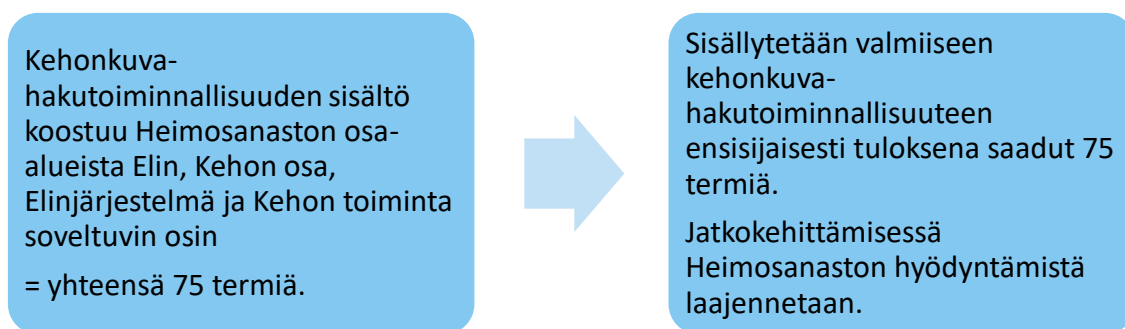 Kehonkuva-
hakutoiminnallisuuden sisältö
koostuu Heimosanaston osa-
alueista Elin, Kehon osa,
Elinjärjestelmä ja Kehon toiminta
soveltuvin osin
= yhteensä 75 termiä.
Sisällytetään valmiiseen
kehonkuva-
hakutoiminnallisuuteen
ensisijaisesti tuloksena saadut 75
termiä.
Jatkokehittämisessä
Heimosanaston hyödyntämistä
laajennetaan.